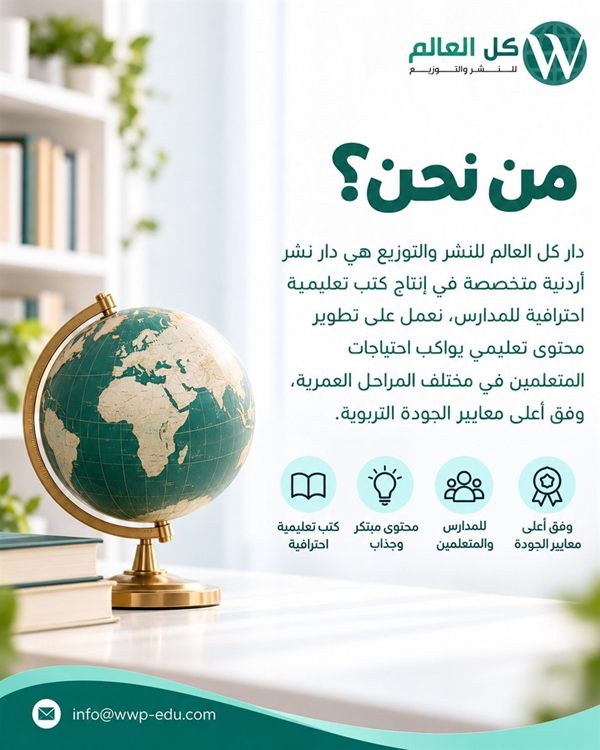 كل العالم
للنشر والتوزيع
W
من نحن؟
دار كل العالم للنشر والتوزيع هي دار نشر
أردنية متخصصة في إنتاج كتب تعليمية
احترافية للمدارس، نعمل على تطوير
محتوى تعليمي يواكب احتياجات
المتعلمين في مختلف المراحل العمرية،
وفق أعلى معايير الجودة التربوية.
وفق أعلى
معايير الجودة
للمدارس
والمتعلمين
محتوى مبتكر
وجذاب
كتب تعليمية
احترافية
info@wwp-edu.com